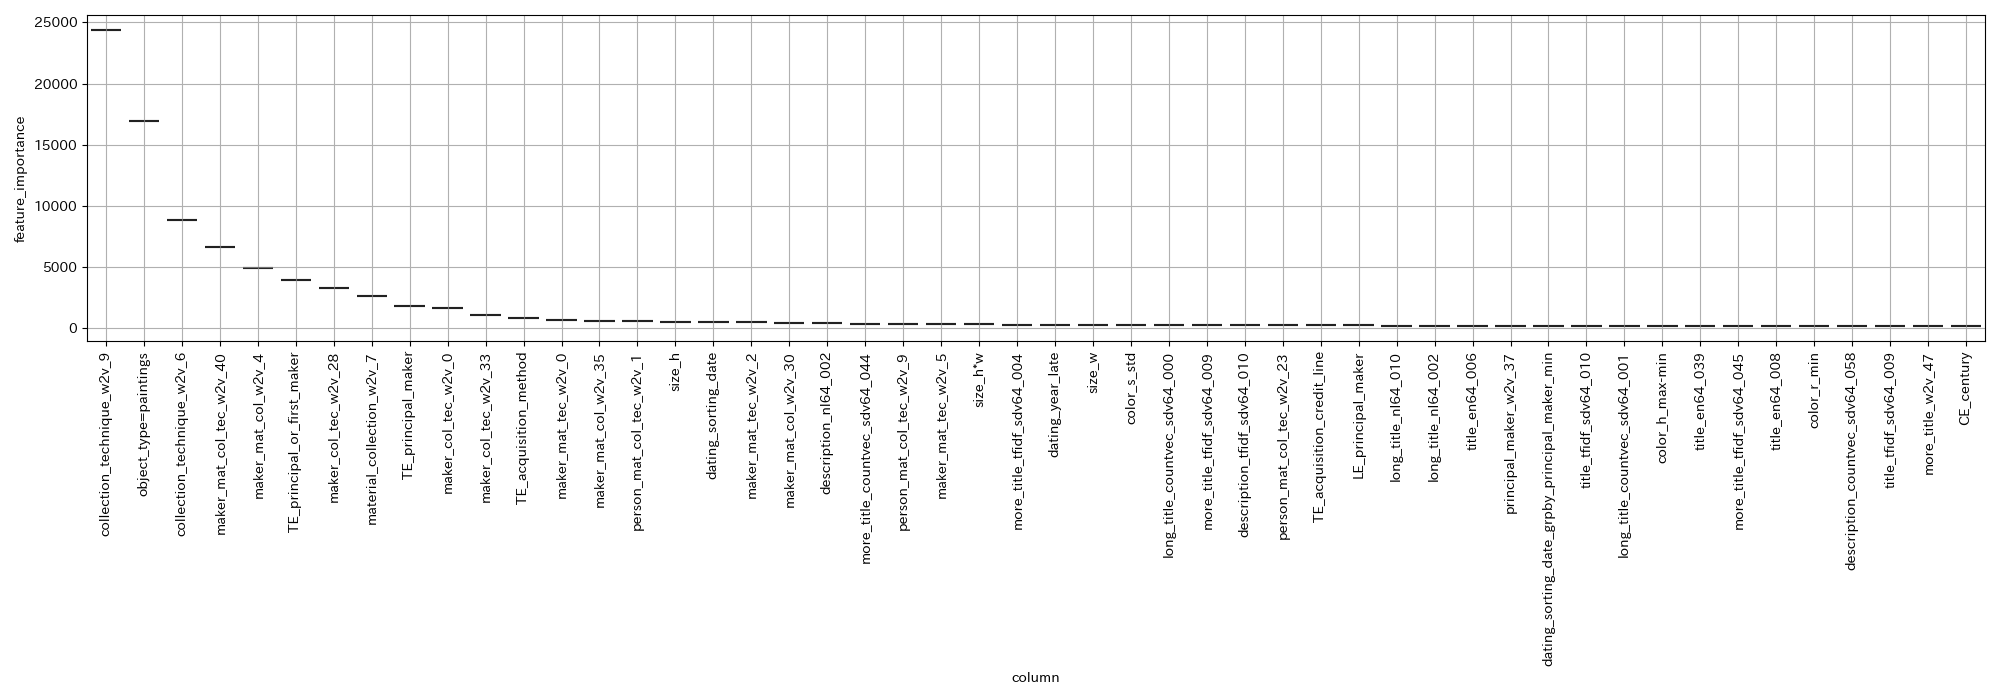 25000
20000
15000
10000
5000
0
feature_importance
collection_technique_w2v_9
object_type=paintings
collection_technique_w2v_6
maker_mat_col_tec_w2v_40
maker_mat_col_w2v_4
TE_principal_or_first_maker
maker_col_tec_w2v_28
material_collection_w2v_7
TE_principal_maker
maker_col_tec_w2v_0
maker_col_tec_w2v_33
TE_acquisition_method
maker_mat_tec_w2v_0
maker_mat_col_w2v_35
person_mat_col_tec_w2v_1
size_h
dating_sorting_date
maker_mat_tec_w2v_2
maker_mat_col_w2v_30
description_nl64_002
more_title_countvec_sdv64_044
person_mat_col_tec_w2v_9
maker_mat_tec_w2v_5
size_h*w
more_title_tfidf_sdv64_004
dating_year_late
size_w
color_s_std
long_title_countvec_sdv64_000
more_title_tfidf_sdv64_009
description_tfidf_sdv64_010
person_mat_col_tec_w2v_23
TE_acquisition_credit_line
LE_principal_maker
long_title_nl64_010
long_title_nl64_002
title_en64_006
principal_maker_w2v_37
dating_sorting_date_grpby_principal_maker_min
title_tfidf_sdv64_010
long_title_countvec_sdv64_001
color_h_max-min
title_en64_039
more_title_tfidf_sdv64_045
title_en64_008
color_r_min
description_countvec_sdv64_058
title_tfidf_sdv64_009
more_title_w2v_47
CE_century
column